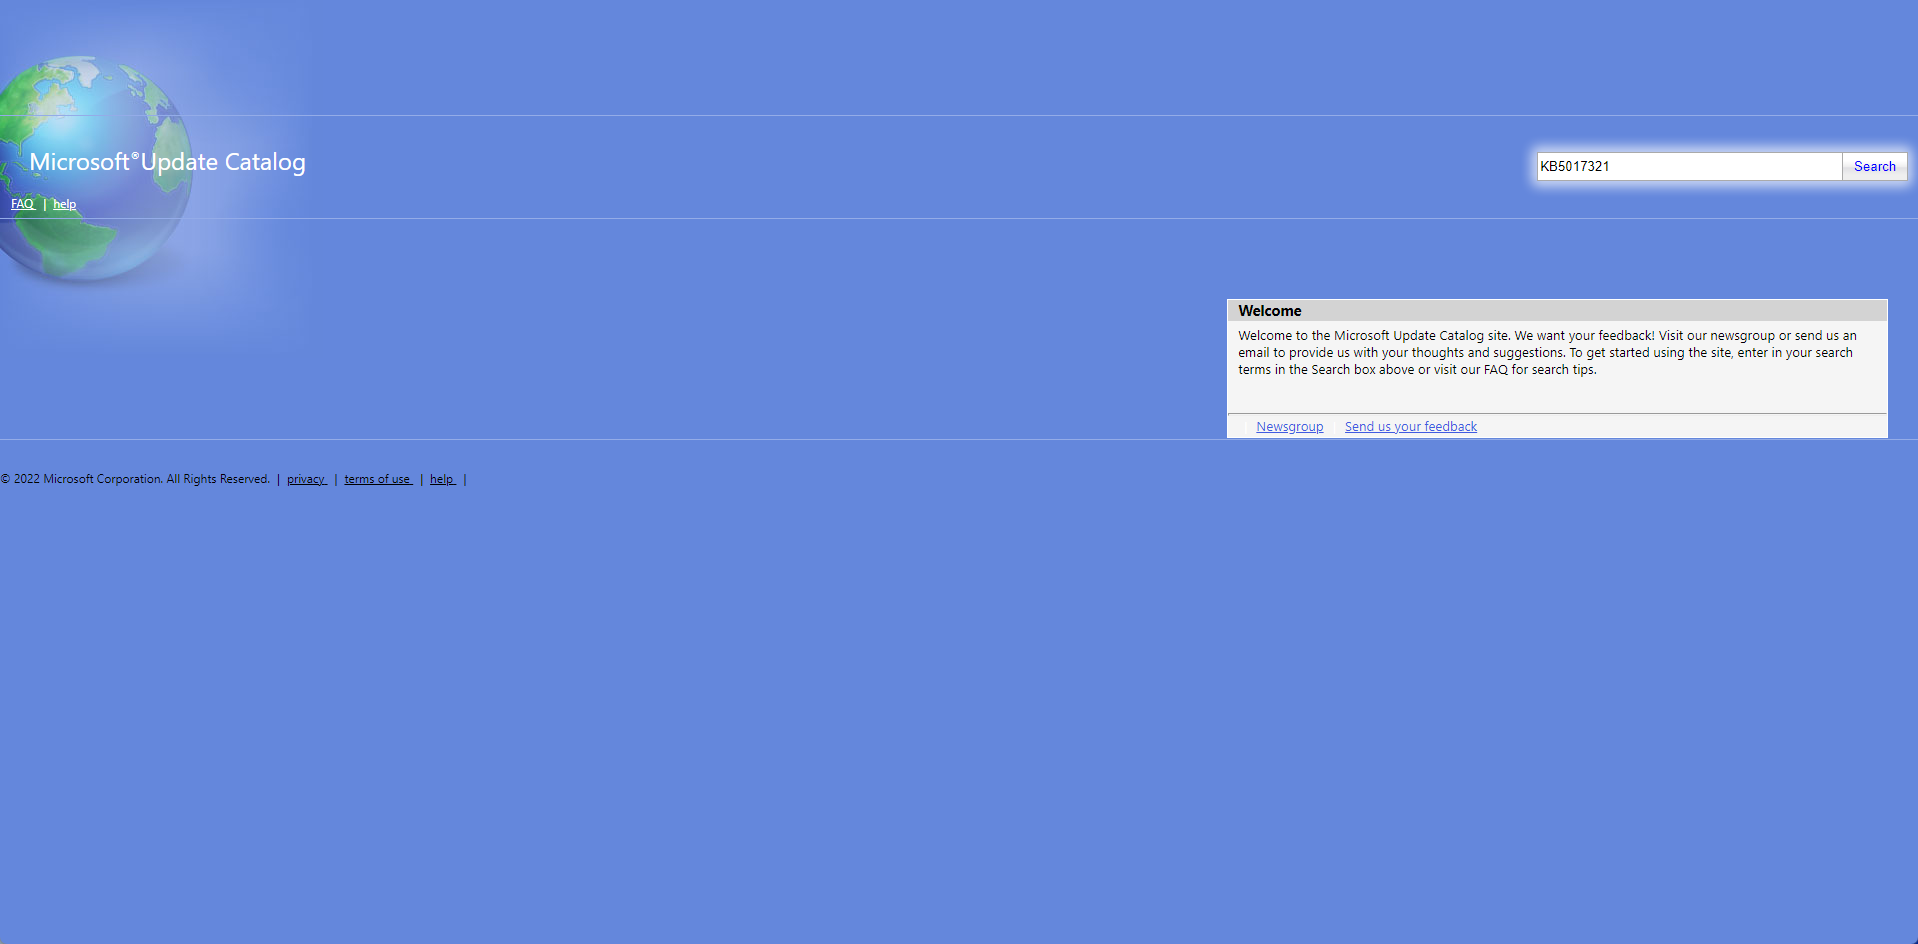 Microsoft®Update Catalog
KB5017321 Search
FAQ | help
Welcome
Welcome to the Microsoft Update Catalog site. We want your feedback! Visit our newsgroup or send us an
email to provide us with your thoughts and suggestions. To get started using the site, enter in your search
terms in the Search box above or visit our FAQ for search tips.
| Newsgroup | Send us your feedback
© 2022 Microsoft Corporation. All Rights Reserved. | privacy | terms of use | help |